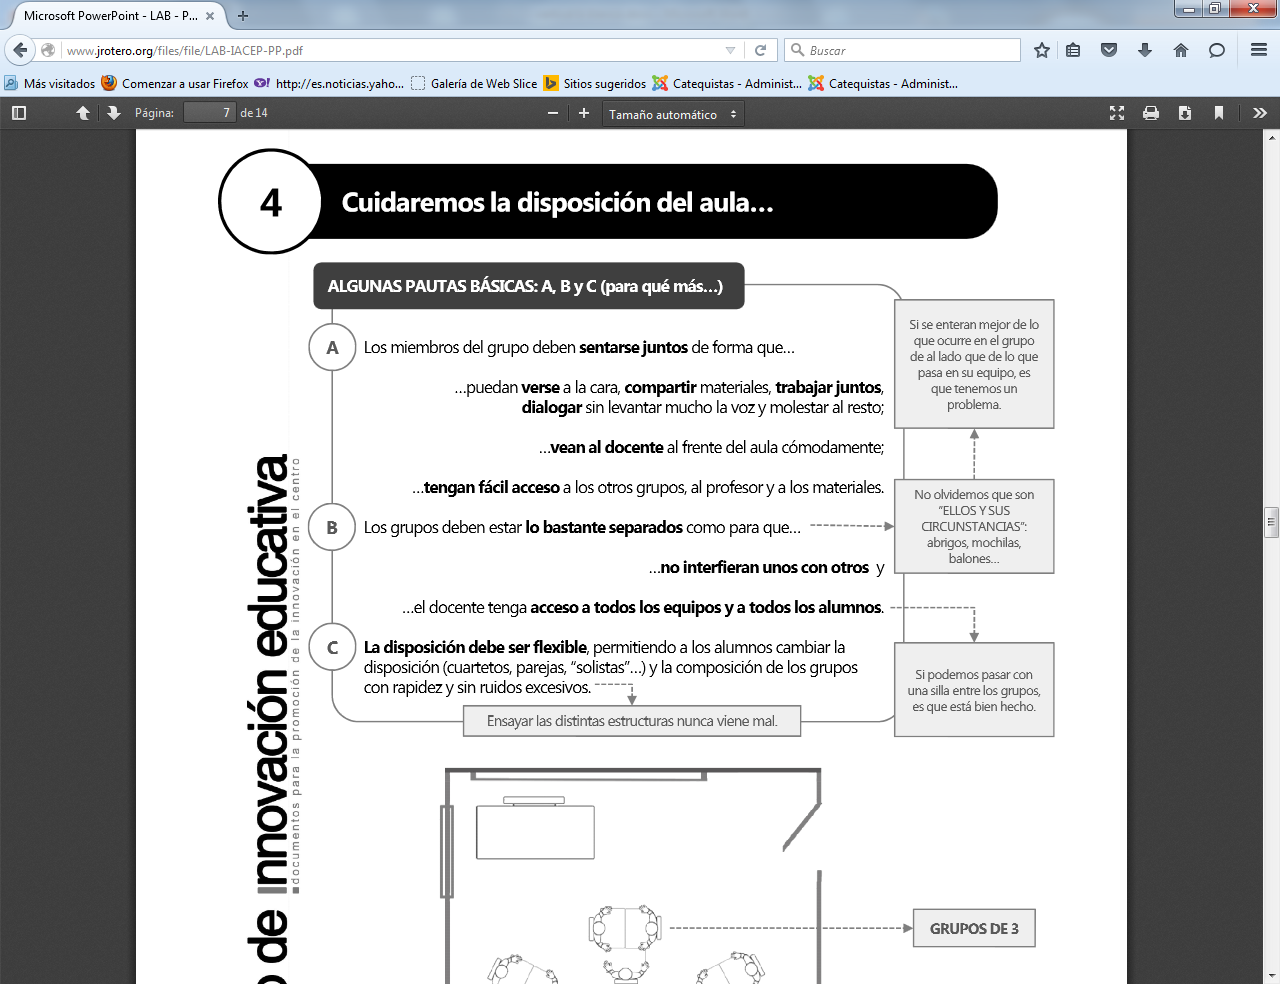 Microsoft PowerPoint - LAB - P...
www.jrotero.org/files/file/LAB-IACEP-PP.pdf
Buscar
Más visitados
Comenzar a usar Firefox
http://es.noticias.yaho...
Galería de Web Slice
Sitios sugeridos
Catequistas - Administ...
Catequistas - Administ...
Página:
7
de 14
Tamaño automático
4
Cuidaremos la disposición del aula...
ALGUNAS PAUTAS BÁSICAS: A, B y C (para qué más...)
A
Los miembros del grupo deben sentarse juntos de forma que...
...puedan verse a la cara, compartir materiales, trabajar juntos,
dialogar sin levantar mucho la voz y molestar al resto;
...vean al docente al frente del aula cómodamente;
...tengan fácil acceso a los otros grupos, al profesor y a los materiales.
B
Los grupos deben estar lo bastante separados como para que...
...no interfieran unos con otros y
...el docente tenga acceso a todos los equipos y a todos los alumnos.
C
La disposición debe ser flexible, permitiendo a los alumnos cambiar la
disposición (cuartetos, parejas, "solistas"...) y la composición de los grupos
con rapidez y sin ruidos excesivos.
Ensayar las distintas estructuras nunca viene mal.
Si se enteran mejor de lo
que ocurre en el grupo
de al lado que de lo que
pasa en su equipo, es
que tenemos un
problema.
No olvidemos que son
"ELLOS Y SUS
CIRCUNSTANCIAS":
abrigos, mochilas,
balones...
Si podemos pasar con
una silla entre los grupos,
es que está bien hecho.
GRUPOS DE 3
o de innovación educativa
documentos para la promoción de la innovación en el centro